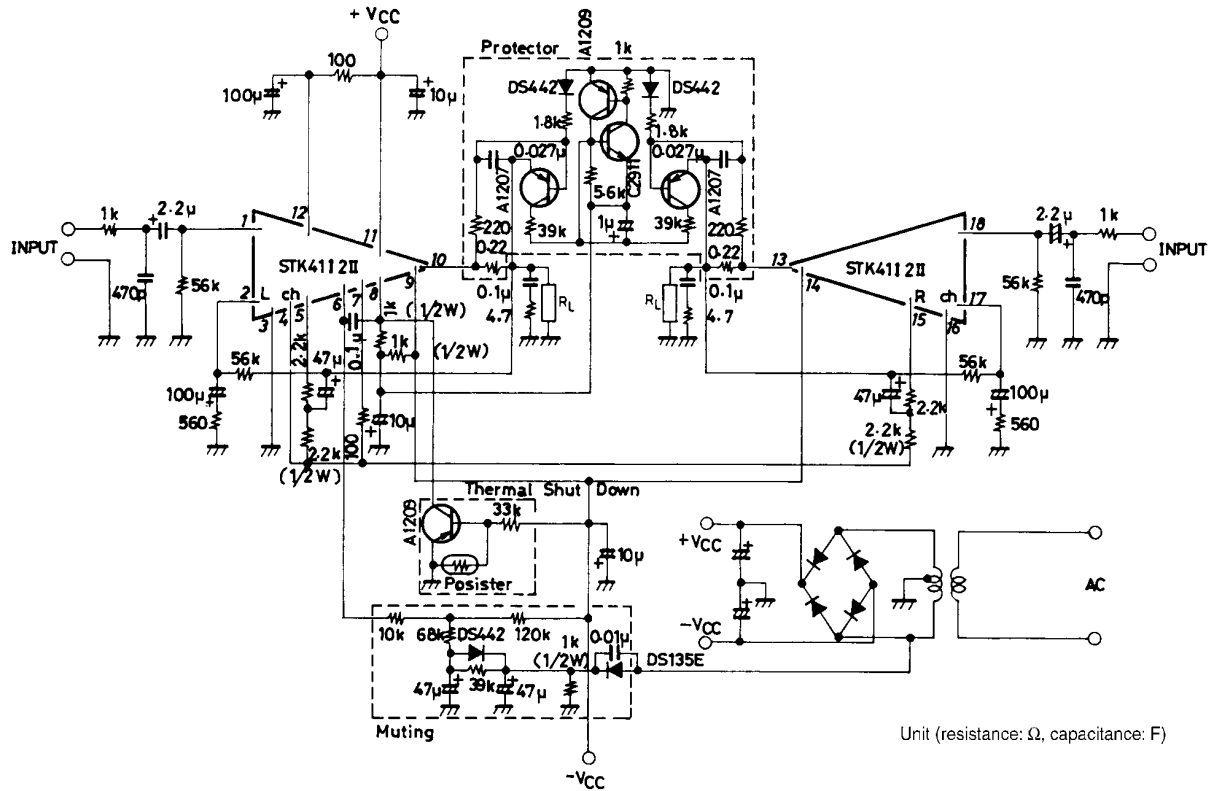 + VCC
100
100μ
+
10μ
+
Protector
A1209
1k
DS442
DS442
1.8k
1.8k
0.027μ
0.027μ
A1207
C2911
A1207
5.6k
220
39k
1μ
+
39k
220
0.22
0.22
INPUT
1k
+
2.2μ
470p
56k
1
2
3
4
5
6
7
8
9
10
11
12
STK4112II
L
ch
13
14
15
16
17
18
STK4112II
R
ch
2.2μ
+
1k
INPUT
56k
470p
0.1μ
4.7
RL
RL
0.1μ
4.7
1k
(1/2W)
1k
(1/2W)
0.1μ
2.2k
47μ
+
56k
100μ
+
560
2.2k
(1/2W)
100
+
10μ
56k
47μ
+
2.2k
2.2k
(1/2W)
100μ
+
560
Thermal Shut Down
A1209
33k
Posister
10μ
+
+VCC
+
+
−VCC
AC
10k
68k
DS442
120k
1k
(1/2W)
0.01μ
DS135E
39k
47μ
+
+
47μ
Muting
−VCC
Unit (resistance: Ω, capacitance: F)